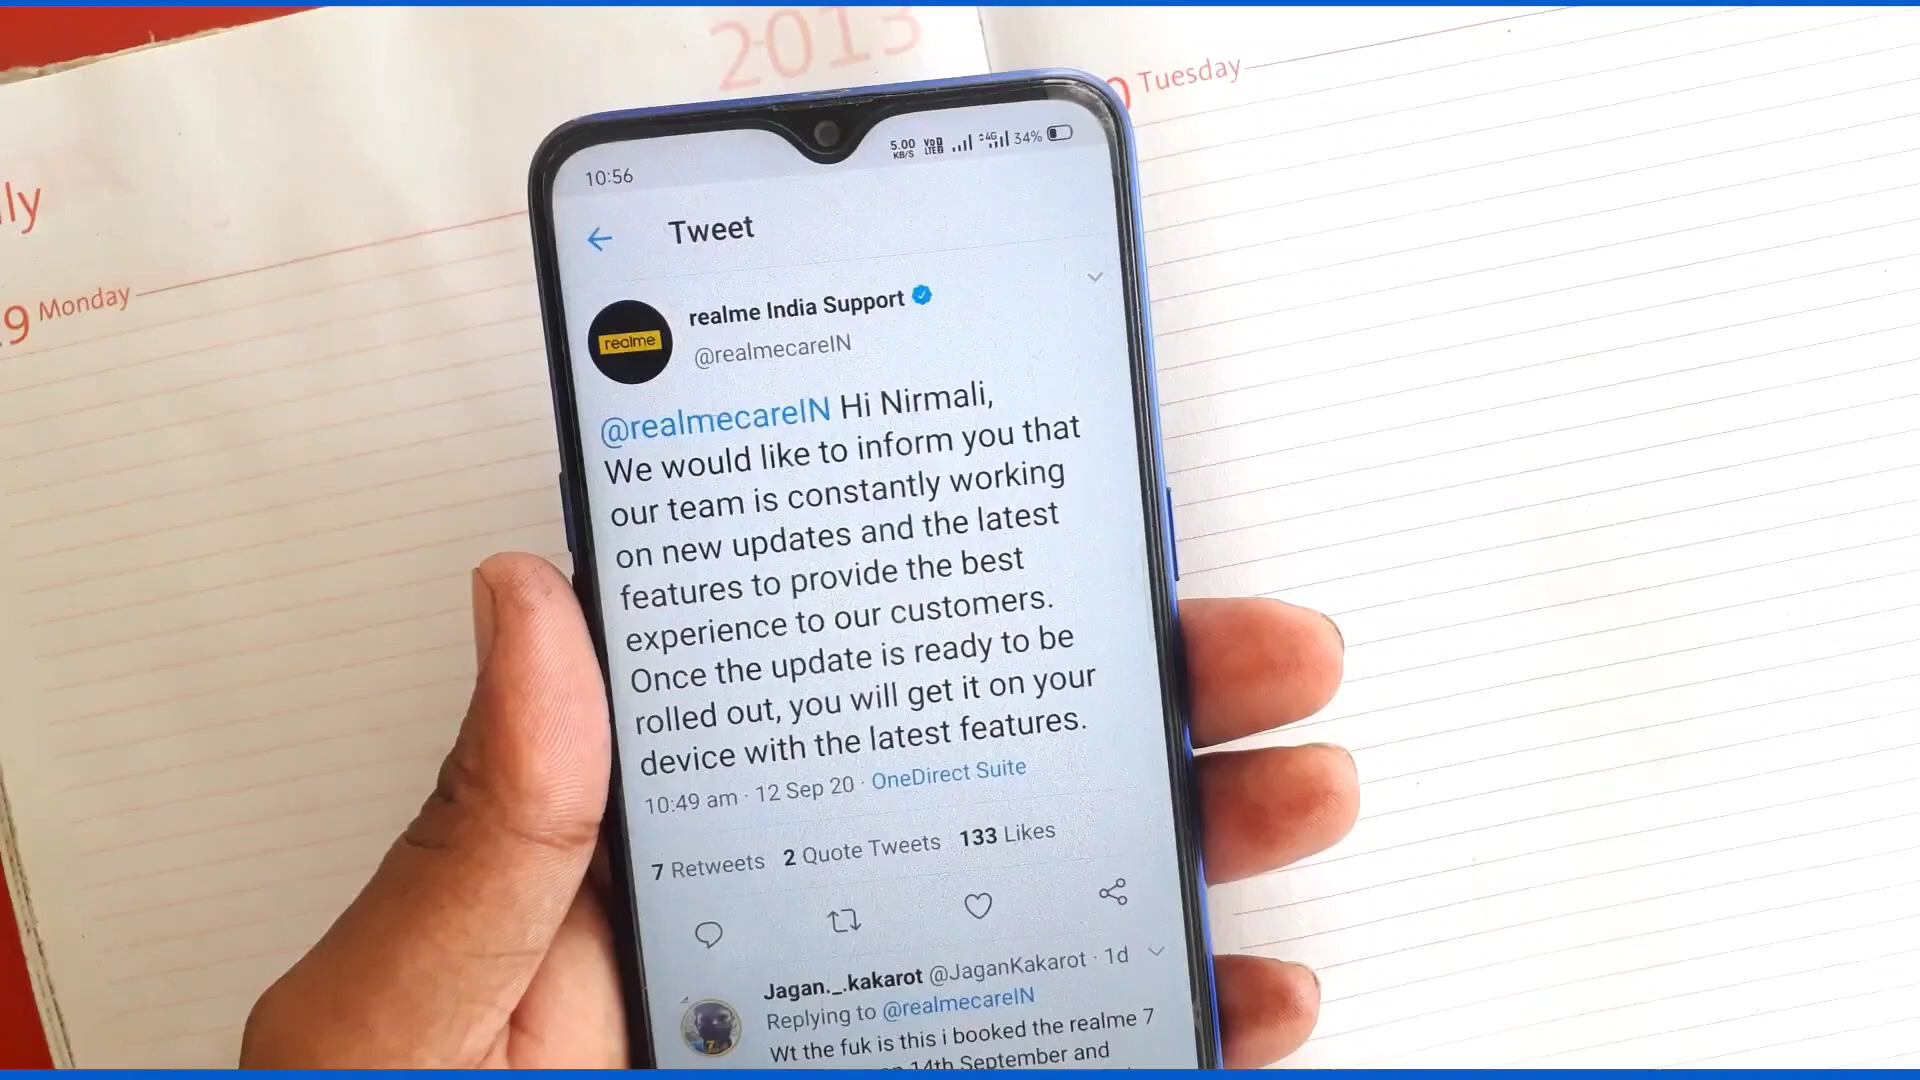 2013
Tuesday
ly
9 Monday
10:56
5.00 KB/S VoD LTE2 4G 34%
Tweet
realme India Support
realme
@realmecareIN
@realmecareIN Hi Nirmali,
We would like to inform you that
our team is constantly working
on new updates and the latest
features to provide the best
experience to our customers.
Once the update is ready to be
rolled out, you will get it on your
device with the latest features.
10:49 am · 12 Sep 20 · OneDirect Suite
7 Retweets 2 Quote Tweets 133 Likes
Jagan._.kakarot @JaganKakarot · 1d
Replying to @realmecareIN
Wt the fuk is this i booked the realme 7
14th September and